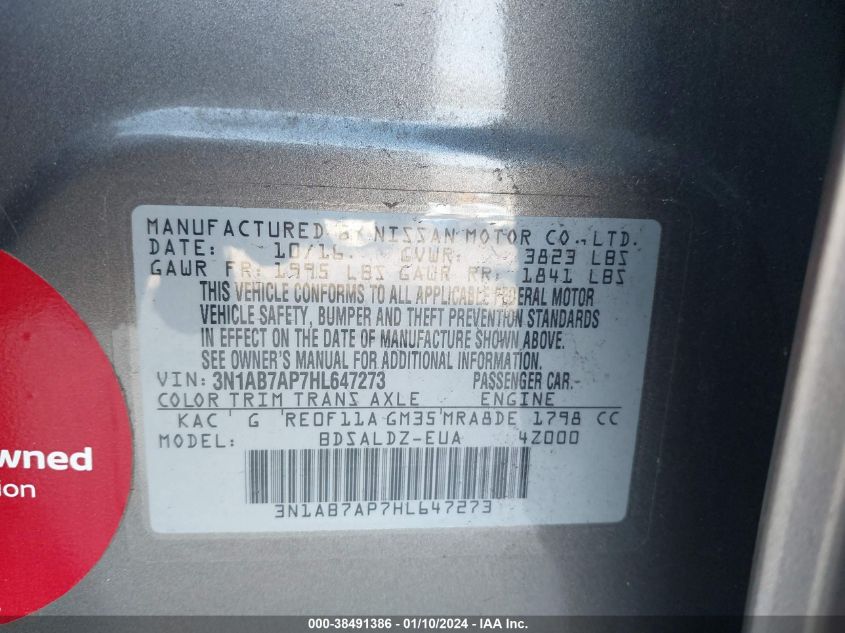 MANUFACTURED BY NISSAN MOTOR CO., LTD.
DATE: 10/16. GVWR: 3823 LBS
GAWR FR: 1995 LBS GAWR RR: 1841 LBS
THIS VEHICLE CONFORMS TO ALL APPLICABLE FEDERAL MOTOR
VEHICLE SAFETY, BUMPER AND THEFT PREVENTION STANDARDS
IN EFFECT ON THE DATE OF MANUFACTURE SHOWN ABOVE.
SEE OWNER'S MANUAL FOR ADDITIONAL INFORMATION.
VIN: 3N1AB7AP7HL647273 PASSENGER CAR.
COLOR TRIM TRANS AXLE ENGINE
KAC G RE0F11A GM35 MRA8DE 1798 CC
MODEL: BDSALDZ-EUA 4Z000
3N1AB7AP7HL647273
wned
ion
000-38491386 — 01/10/2024 — IAA Inc.